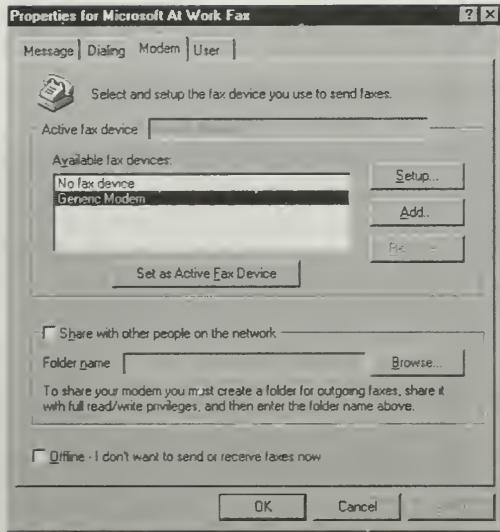 Properties for Microsoft At Work Fax
Message Dialing Modem User
Select and setup the fax device you use to send faxes.
Active fax device
Available fax devices:
No fax device
Generic Modem
Setup...
Add..
Set as Active Fax Device
Share with other people on the network
Folder name
Browse...
To share your modem you must create a folder for outgoing faxes, share it
with full read/write privileges, and then enter the folder name above.
Offline - I don't want to send or receive faxes now
OK Cancel